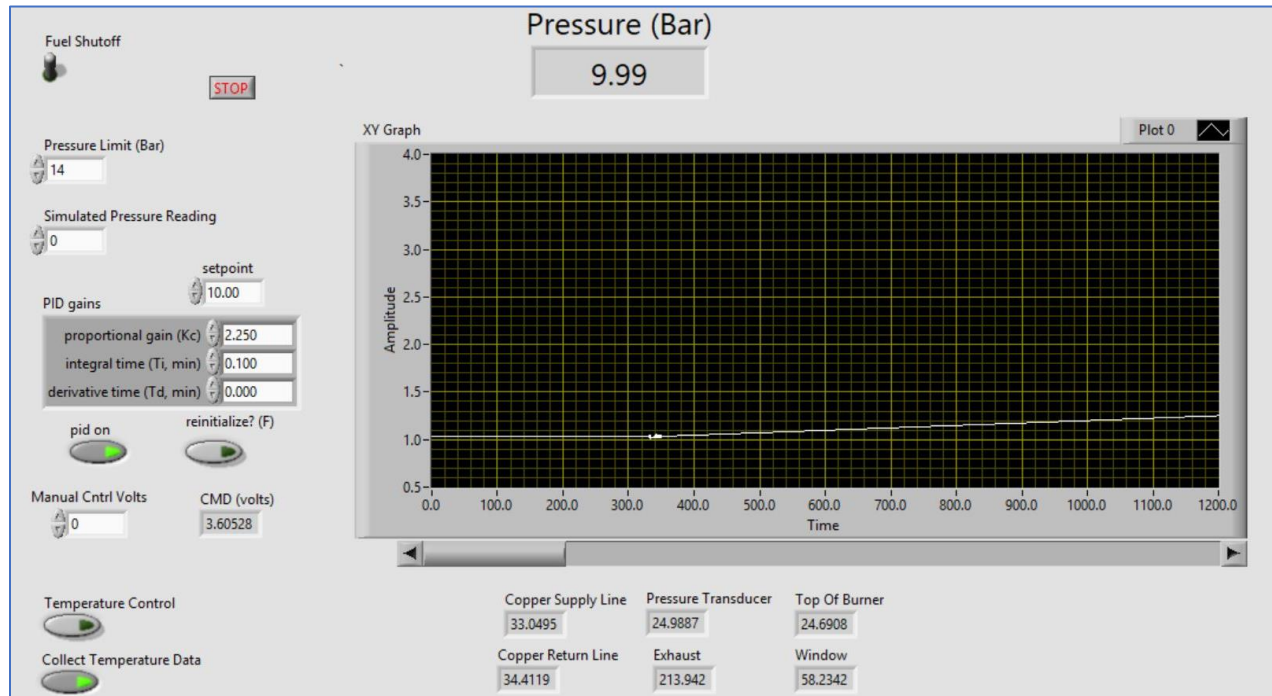 Pressure (Bar)
9.99
Fuel Shutoff
STOP
Pressure Limit (Bar)
14
Simulated Pressure Reading
0
setpoint
10.00
PID gains
proportional gain (Kc) 2.250
integral time (Ti, min) 0.100
derivative time (Td, min) 0.000
pid on
reinitialize? (F)
Manual Cntrl Volts
0
CMD (volts)
3.60528
Temperature Control
Collect Temperature Data
XY Graph
Plot 0
Amplitude
4.0
3.5
3.0
2.5
2.0
1.5
1.0
0.5
0.0 100.0 200.0 300.0 400.0 500.0 600.0 700.0 800.0 900.0 1000.0 1100.0 1200.0
Time
Copper Supply Line
33.0495
Pressure Transducer
24.9887
Top Of Burner
24.6908
Copper Return Line
34.4119
Exhaust
213.942
Window
58.2342